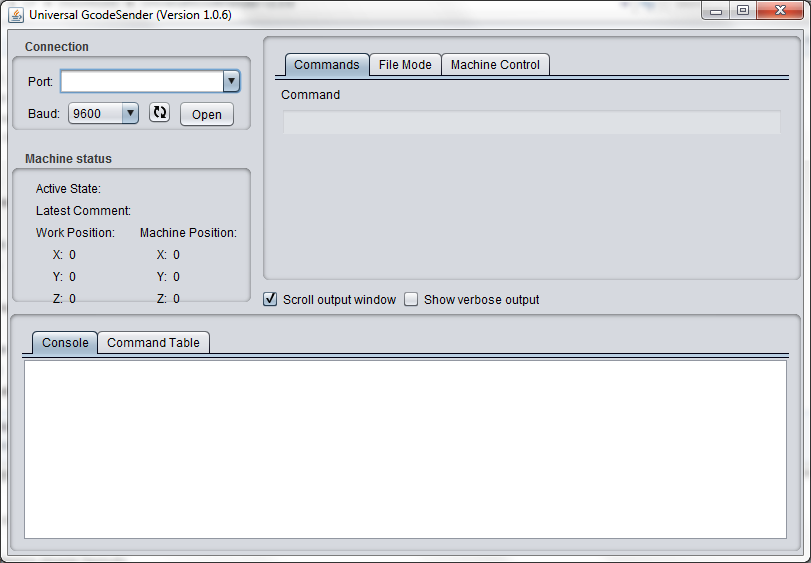 Universal GcodeSender (Version 1.0.6)
Connection
Port:
Baud: 9600 Open
Machine status
Active State:
Latest Comment:
Work Position: Machine Position:
X: 0 X: 0
Y: 0 Y: 0
Z: 0 Z: 0
Commands File Mode Machine Control
Command
Scroll output window Show verbose output
Console Command Table